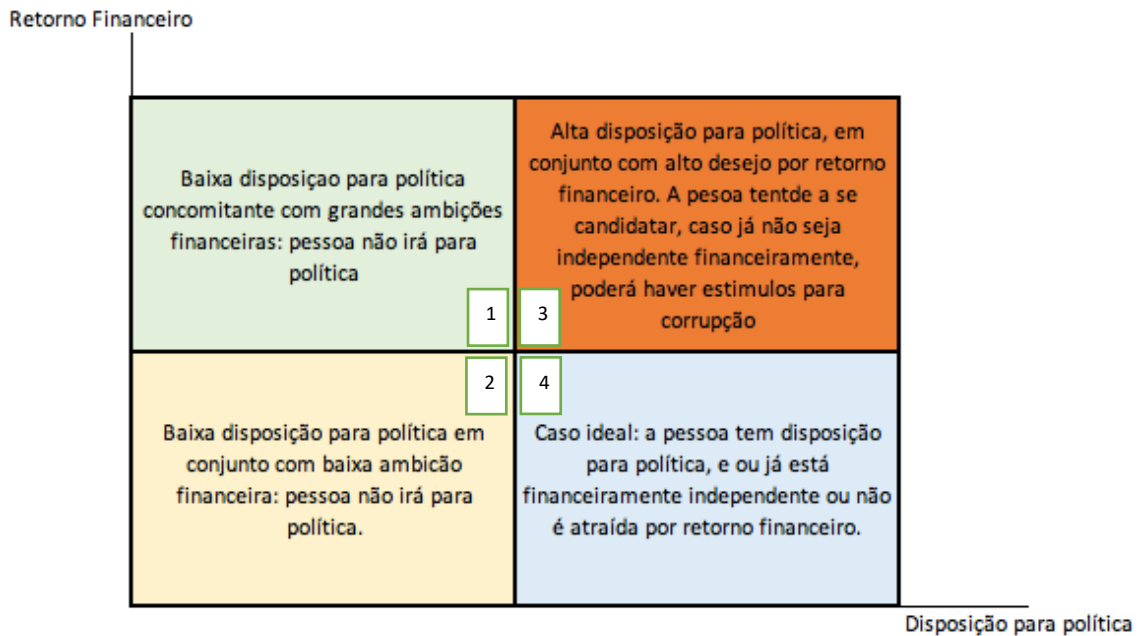 Retorno Financeiro
Baixa disposiçao para política
concomitante com grandes ambições
financeiras: pessoa não irá para
política
1
Alta disposição para política, em
conjunto com alto desejo por retorno
financeiro. A pesoa tentde a se
candidatar, caso já não seja
independente financeiramente,
poderá haver estimulos para
corrupção
3
2
Baixa disposição para política em
conjunto com baixa ambicão
financeira: pessoa não irá para
política.
4
Caso ideal: a pessoa tem disposição
para política, e ou já está
financeiramente independente ou não
é atraída por retorno financeiro.
Disposição para política